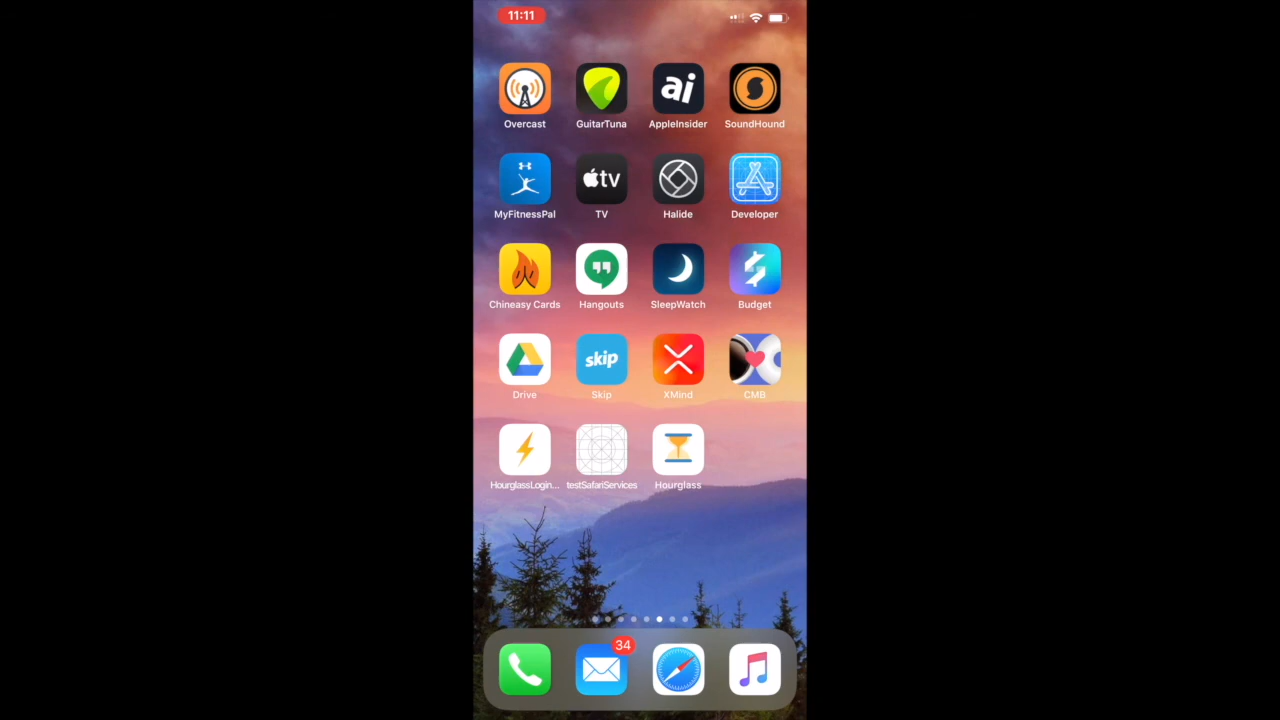 11:11
ai
Overcast GuitarTuna AppleInsider SoundHound
tv
MyFitnessPal TV Halide Developer
Chineasy Cards Hangouts SleepWatch Budget
skip
Drive Skip XMind CMB
HourglassLogin... testSafariServices Hourglass
34